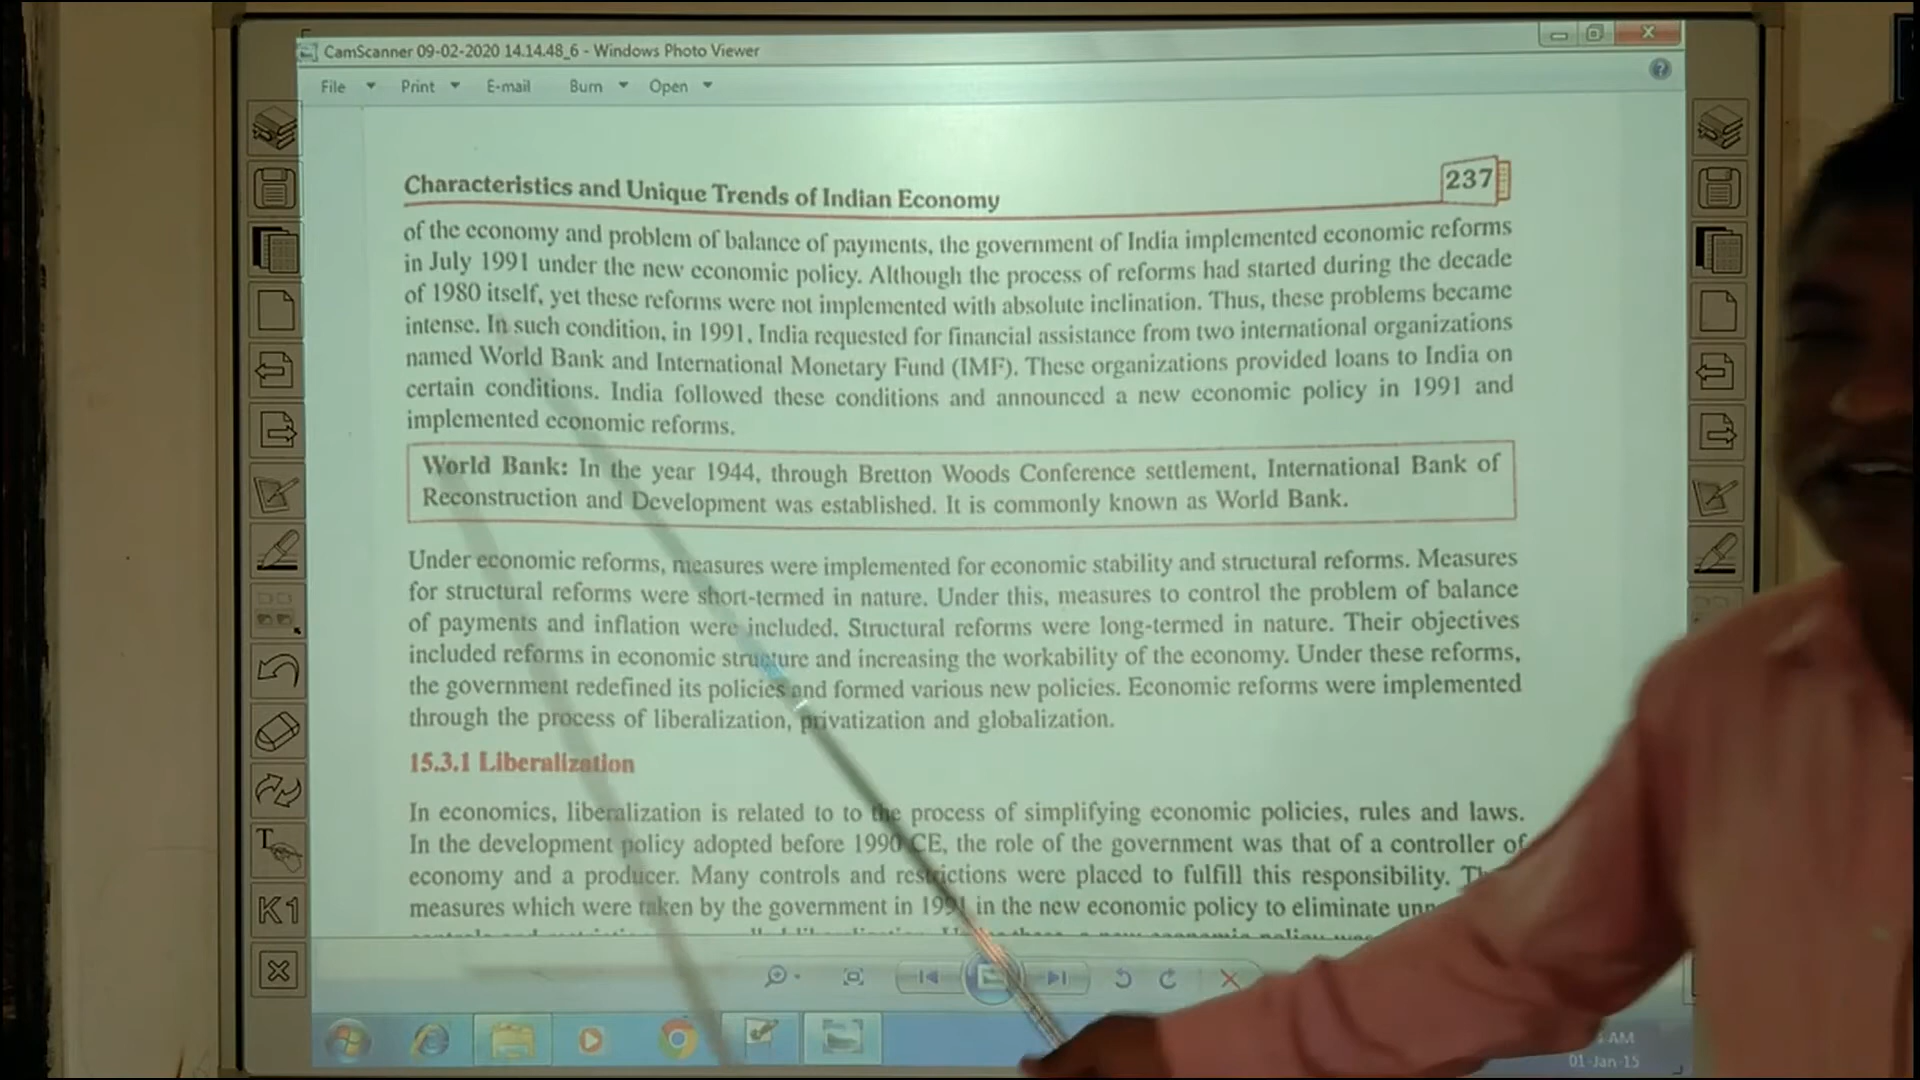 CamScanner 09-02-2020 14.14.48_6 - Windows Photo Viewer
File Print E-mail Burn Open
Characteristics and Unique Trends of Indian Economy 237
of the economy and problem of balance of payments, the government of India implemented economic reforms
in July 1991 under the new economic policy. Although the process of reforms had started during the decade
of 1980 itself, yet these reforms were not implemented with absolute inclination. Thus, these problems became
intense. In such condition, in 1991, India requested for financial assistance from two international organizations
named World Bank and International Monetary Fund (IMF). These organizations provided loans to India on
certain conditions. India followed these conditions and announced a new economic policy in 1991 and
implemented economic reforms.
World Bank: In the year 1944, through Bretton Woods Conference settlement, International Bank of
Reconstruction and Development was established. It is commonly known as World Bank.
Under economic reforms, measures were implemented for economic stability and structural reforms. Measures
for structural reforms were short-termed in nature. Under this, measures to control the problem of balance
of payments and inflation were included. Structural reforms were long-termed in nature. Their objectives
included reforms in economic structure and increasing the workability of the economy. Under these reforms,
the government redefined its policies and formed various new policies. Economic reforms were implemented
through the process of liberalization, privatization and globalization.
15.3.1 Liberalization
In economics, liberalization is related to to the process of simplifying economic policies, rules and laws.
In the development policy adopted before 1990 CE, the role of the government was that of a controller of
economy and a producer. Many controls and restrictions were placed to fulfill this responsibility.
measures which were taken by the government in 1991 in the new economic policy to eliminate
K1
AM
01-Jan-15